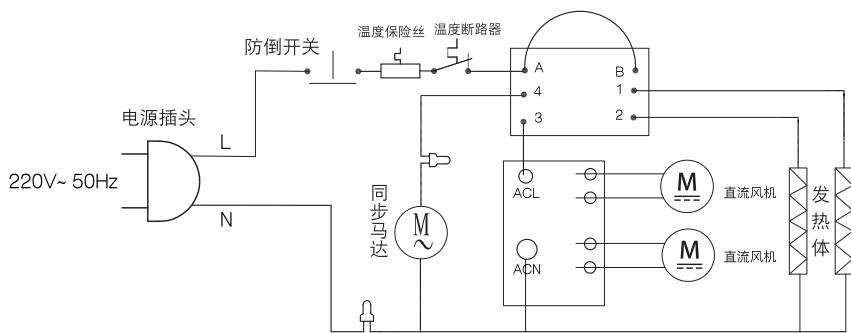 温度保险丝
温度断路器
防倒开关
A
B
4
1
3
2
电源插头
L
220V~ 50Hz
N
同步马达
M
~
ACL
ACN
M
直流风机
M
直流风机
发热体